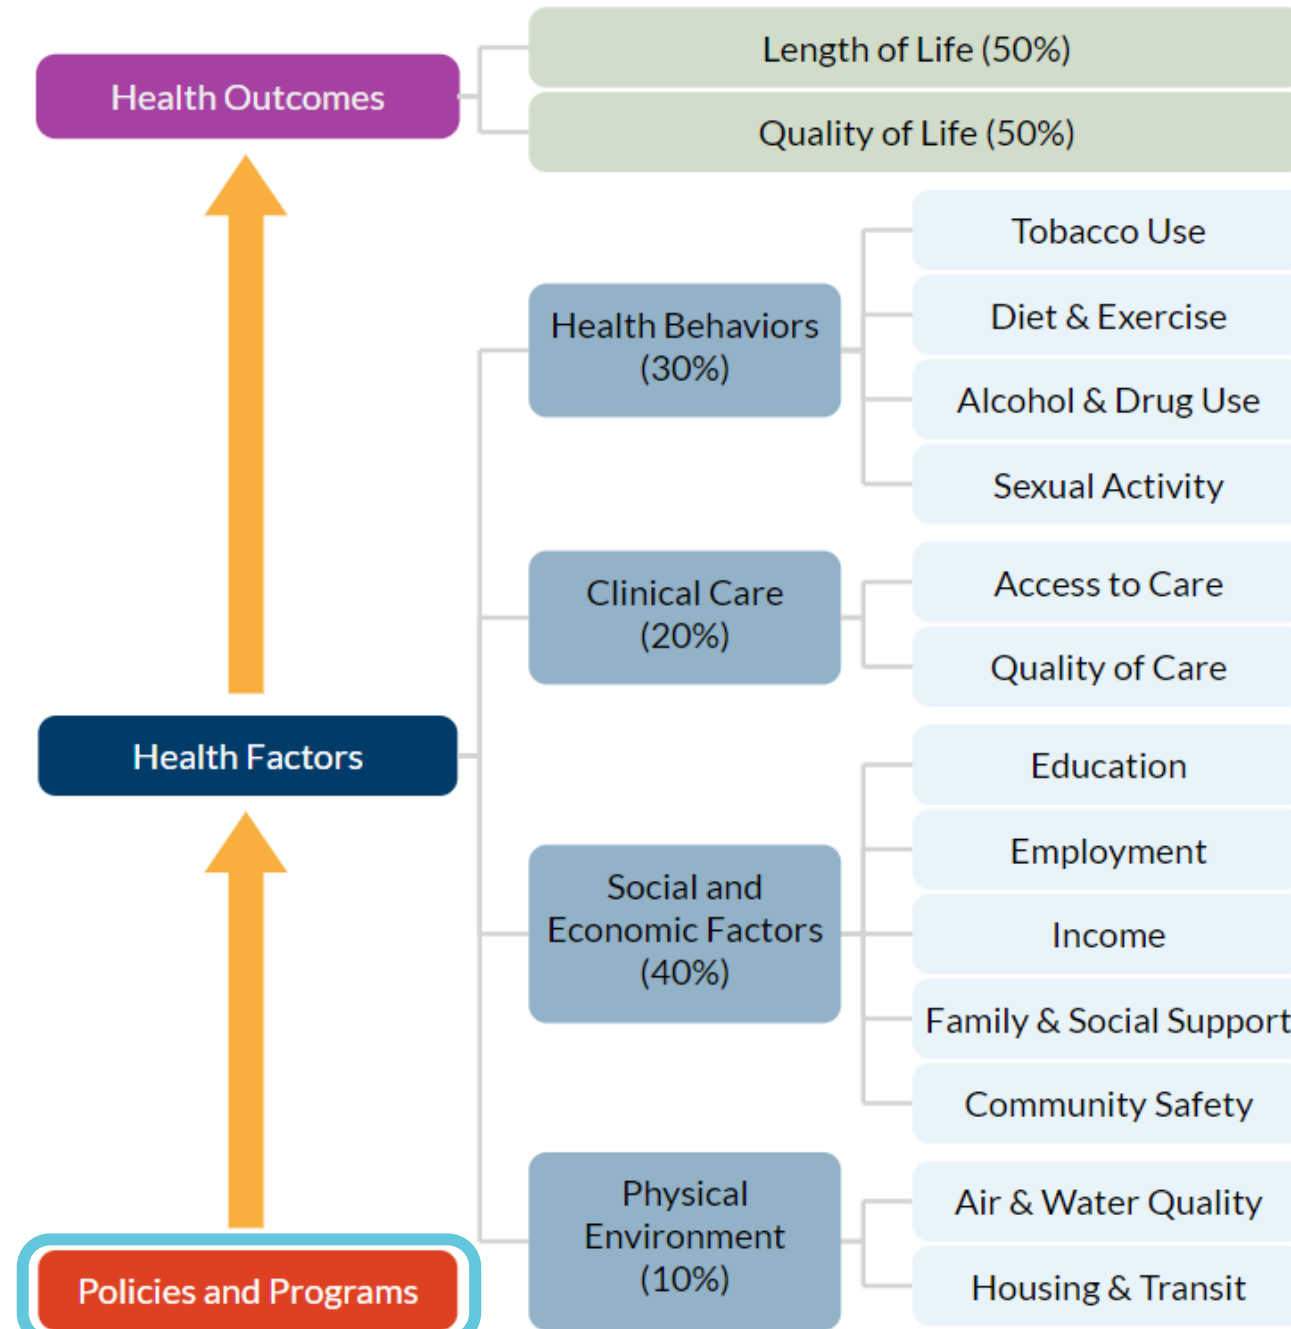 Health Outcomes
Length of Life (50%)
Quality of Life (50%)
Health Factors
Health Behaviors
(30%)
Tobacco Use
Diet & Exercise
Alcohol & Drug Use
Sexual Activity
Clinical Care
(20%)
Access to Care
Quality of Care
Social and
Economic Factors
(40%)
Education
Employment
Income
Family & Social Support
Community Safety
Physical
Environment
(10%)
Air & Water Quality
Housing & Transit
Policies and Programs